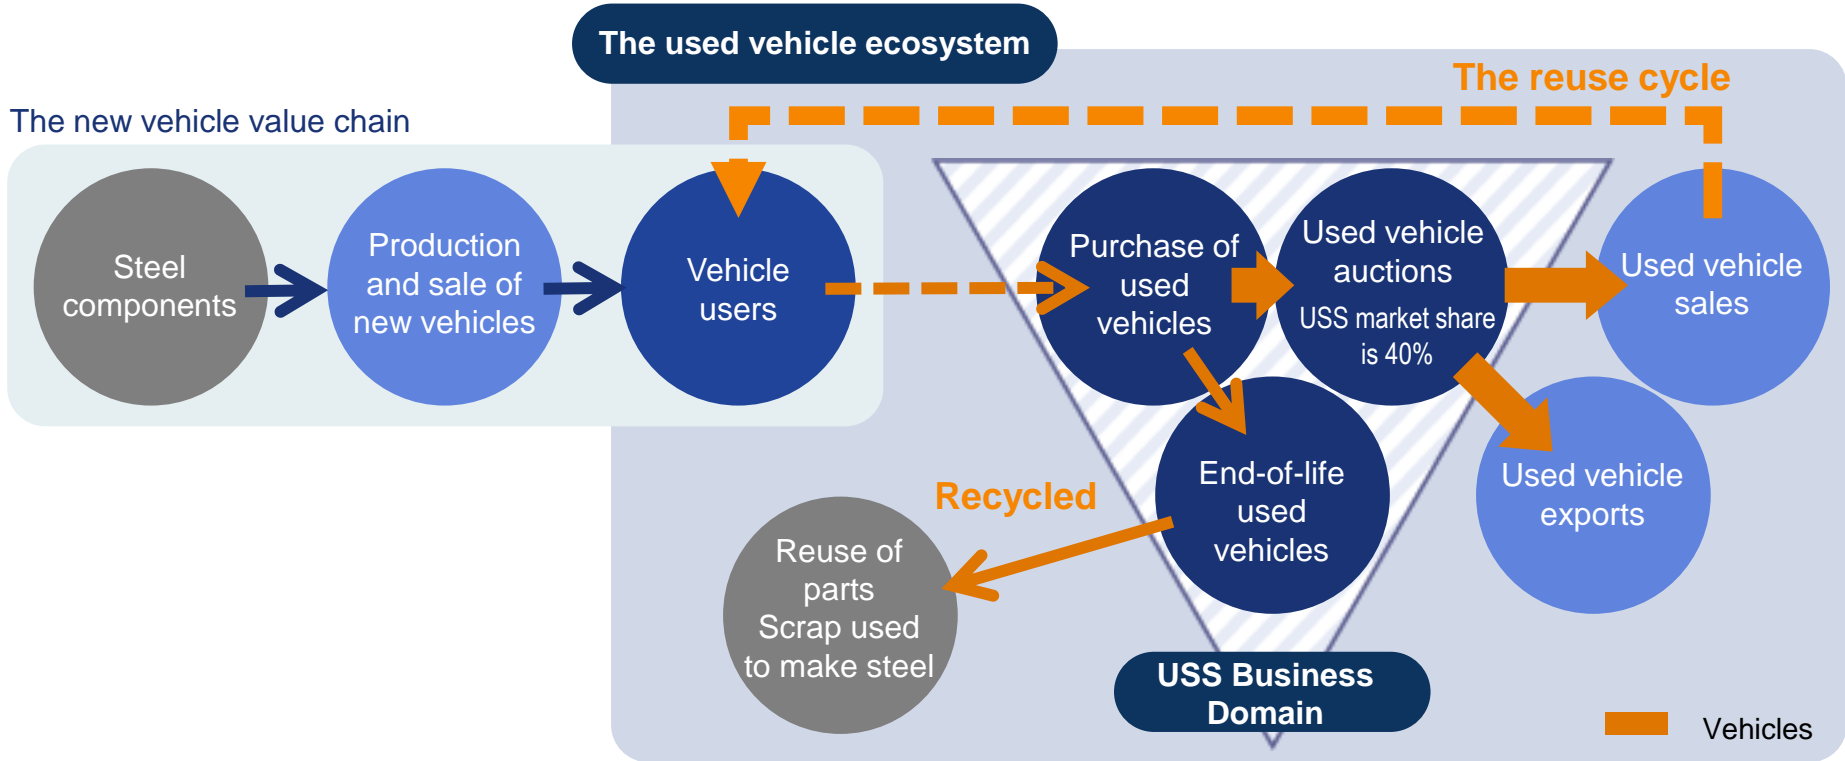 The used vehicle ecosystem
The reuse cycle
The new vehicle value chain
Steel
components
Production
and sale of
new vehicles
Vehicle
users
Purchase of
used
vehicles
Used vehicle
auctions
USS market share
is 40%
Used vehicle
sales
End-of-life
used
vehicles
Used vehicle
exports
Recycled
Reuse of
parts
Scrap used
to make steel
USS Business
Domain
Vehicles